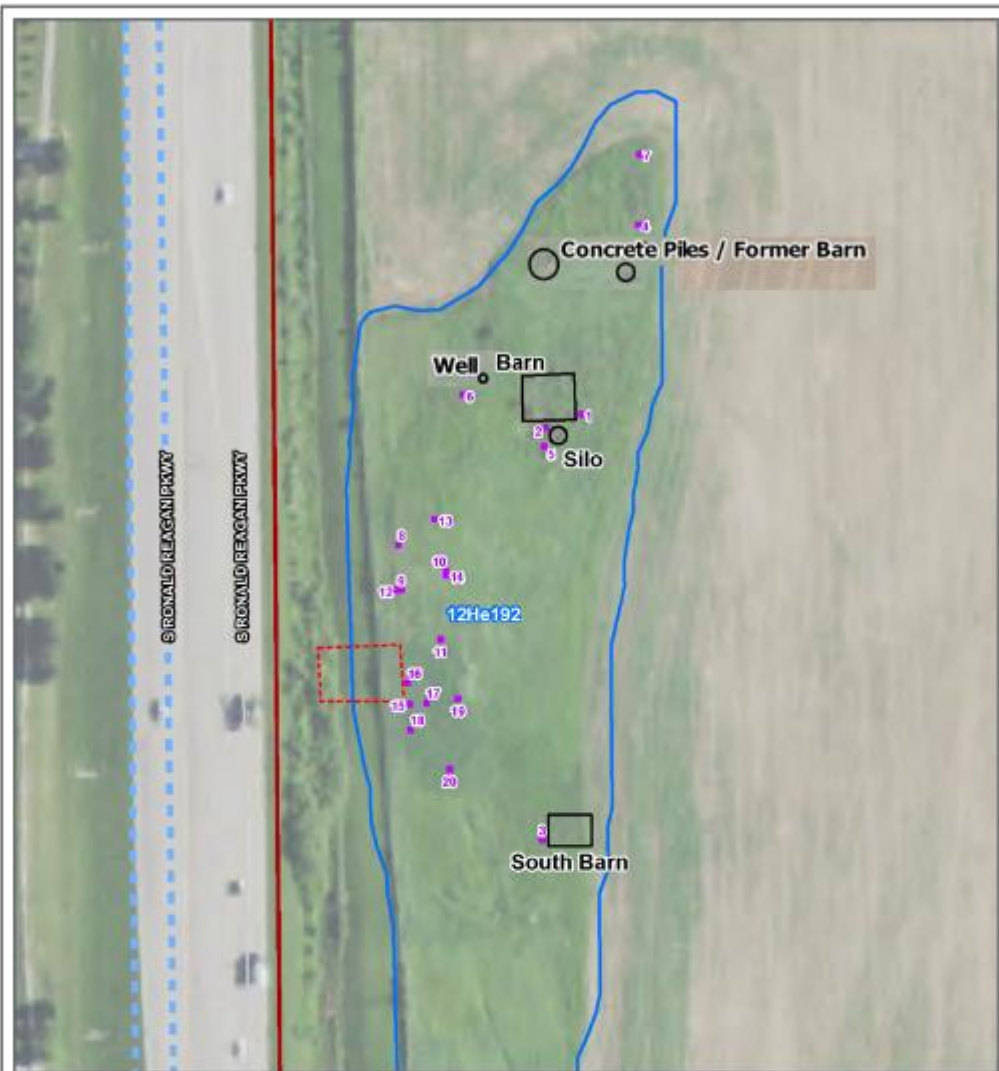 7
4
Concrete Piles / Former Barn
Well
Barn
6
1
2
5
Silo
13
8
10
14
9
12
12He192
11
16
17
15
19
18
20
3
South Barn
S RONALD REAGAN PKWY
S RONALD REAGAN PKWY